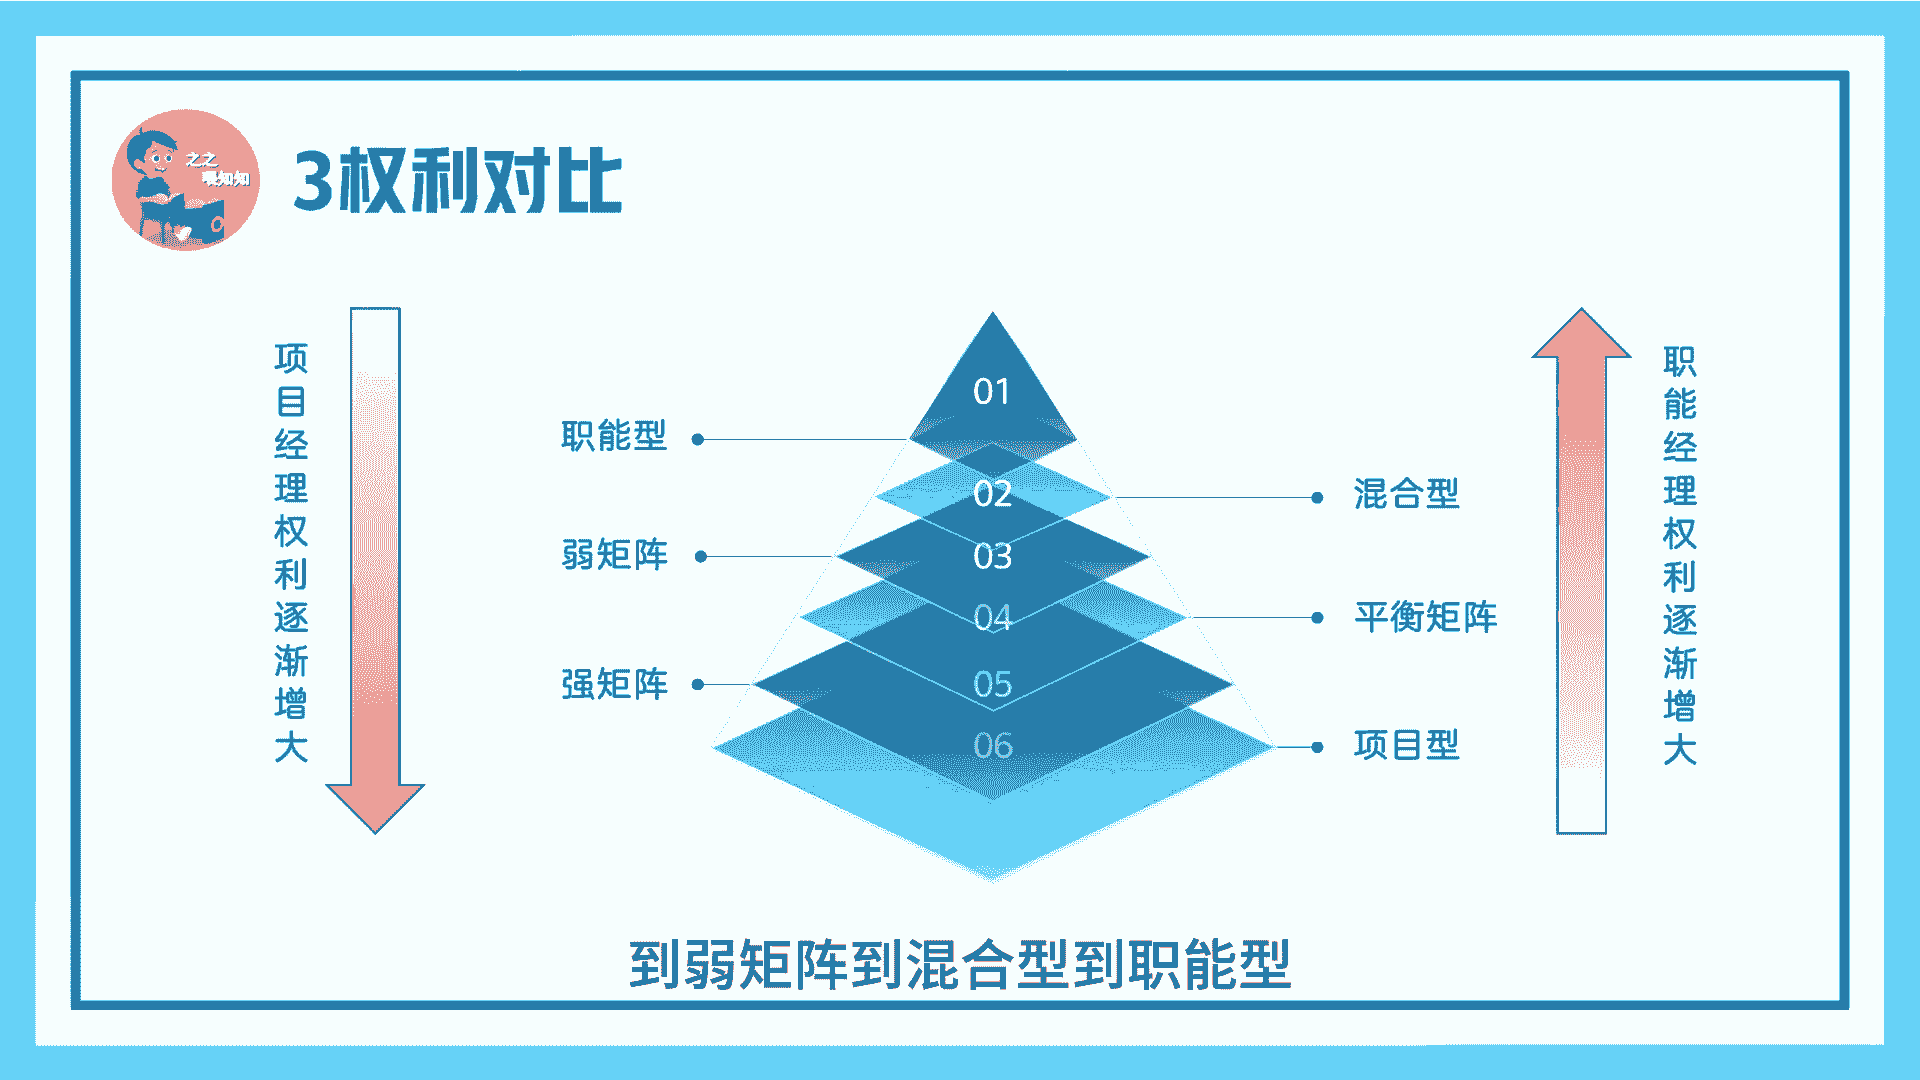 之之
喂知知
3权利对比
项目经理权利逐渐增大
职能型
弱矩阵
强矩阵
01
02
03
04
05
06
混合型
平衡矩阵
项目型
职能经理权利逐渐增大
到弱矩阵到混合型到职能型